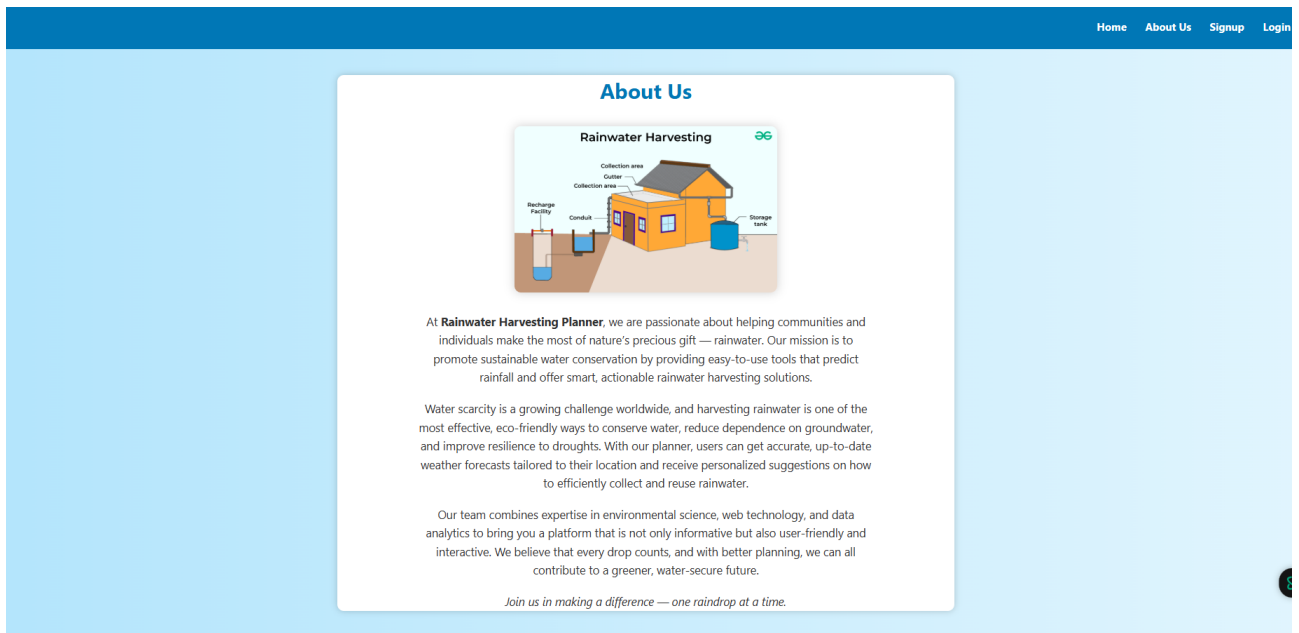 Home About Us Signup Login
About Us
Rainwater Harvesting
Collection area
Gutter
Collection area
Recharge
Facility
Conduit
Storage
tank
At Rainwater Harvesting Planner, we are passionate about helping communities and
individuals make the most of nature's precious gift — rainwater. Our mission is to
promote sustainable water conservation by providing easy-to-use tools that predict
rainfall and offer smart, actionable rainwater harvesting solutions.
Water scarcity is a growing challenge worldwide, and harvesting rainwater is one of the
most effective, eco-friendly ways to conserve water, reduce dependence on groundwater,
and improve resilience to droughts. With our planner, users can get accurate, up-to-date
weather forecasts tailored to their location and receive personalized suggestions on how
to efficiently collect and reuse rainwater.
Our team combines expertise in environmental science, web technology, and data
analytics to bring you a platform that is not only informative but also user-friendly and
interactive. We believe that every drop counts, and with better planning, we can all
contribute to a greener, water-secure future.
Join us in making a difference — one raindrop at a time.